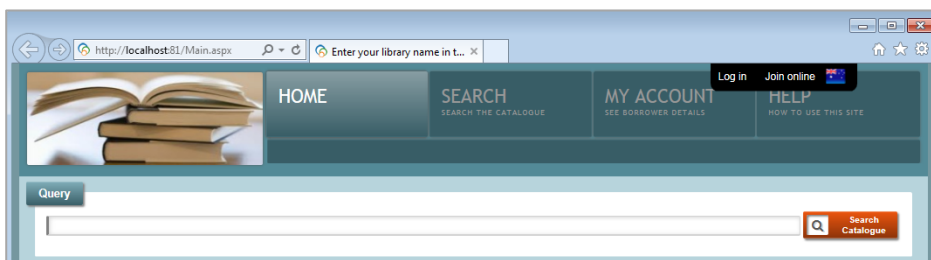 http://localhost:81/Main.aspx
Enter your library name in t...
Log in Join online
HOME
SEARCH
SEARCH THE CATALOGUE
MY ACCOUNT
SEE BORROWER DETAILS
HELP
HOW TO USE THIS SITE
Query
Search
Catalogue